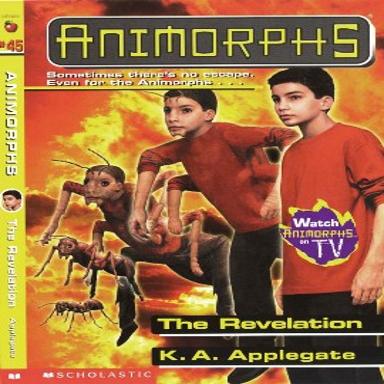 #45
ANIMORPHS
The Revelation
Applegate
ANIMORPHS
Sometimes there's no escape.
Even for the Animorphs . . .
Watch
ANIMORPHS
on
TV
The Revelation
K. A. Applegate
SCHOLASTIC